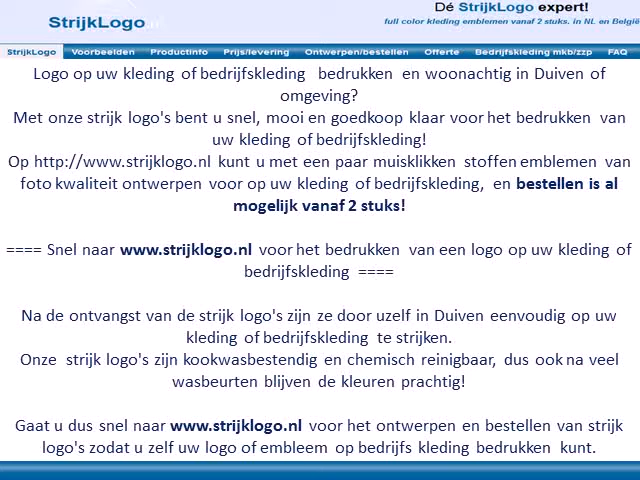 StrijkLogo.nl
Dé StrijkLogo expert!
full color kleding emblemen vanaf 2 stuks. in NL en België
StrijkLogo Voorbeelden Productinfo Prijs/levering Ontwerpen/bestellen Offerte Bedrijfskleding mkb/zzp FAQ
Logo op uw kleding of bedrijfskleding bedrukken en woonachtig in Duiven of
omgeving?
Met onze strijk logo's bent u snel, mooi en goedkoop klaar voor het bedrukken van
uw kleding of bedrijfskleding!
Op http://www.strijklogo.nl kunt u met een paar muisklikken stoffen emblemen van
foto kwaliteit ontwerpen voor op uw kleding of bedrijfskleding, en bestellen is al
mogelijk vanaf 2 stuks!
==== Snel naar www.strijklogo.nl voor het bedrukken van een logo op uw kleding of
bedrijfskleding ====
Na de ontvangst van de strijk logo's zijn ze door uzelf in Duiven eenvoudig op uw
kleding of bedrijfskleding te strijken.
Onze strijk logo's zijn kookwasbestendig en chemisch reinigbaar, dus ook na veel
wasbeurten blijven de kleuren prachtig!
Gaat u dus snel naar www.strijklogo.nl voor het ontwerpen en bestellen van strijk
logo's zodat u zelf uw logo of embleem op bedrijfs kleding bedrukken kunt.